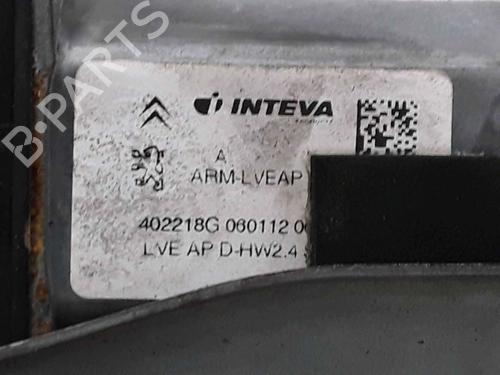 B-PARTS
INTEVA
A
ARM-LVEAP
402218G 060112
LVE AP D-HW2.4